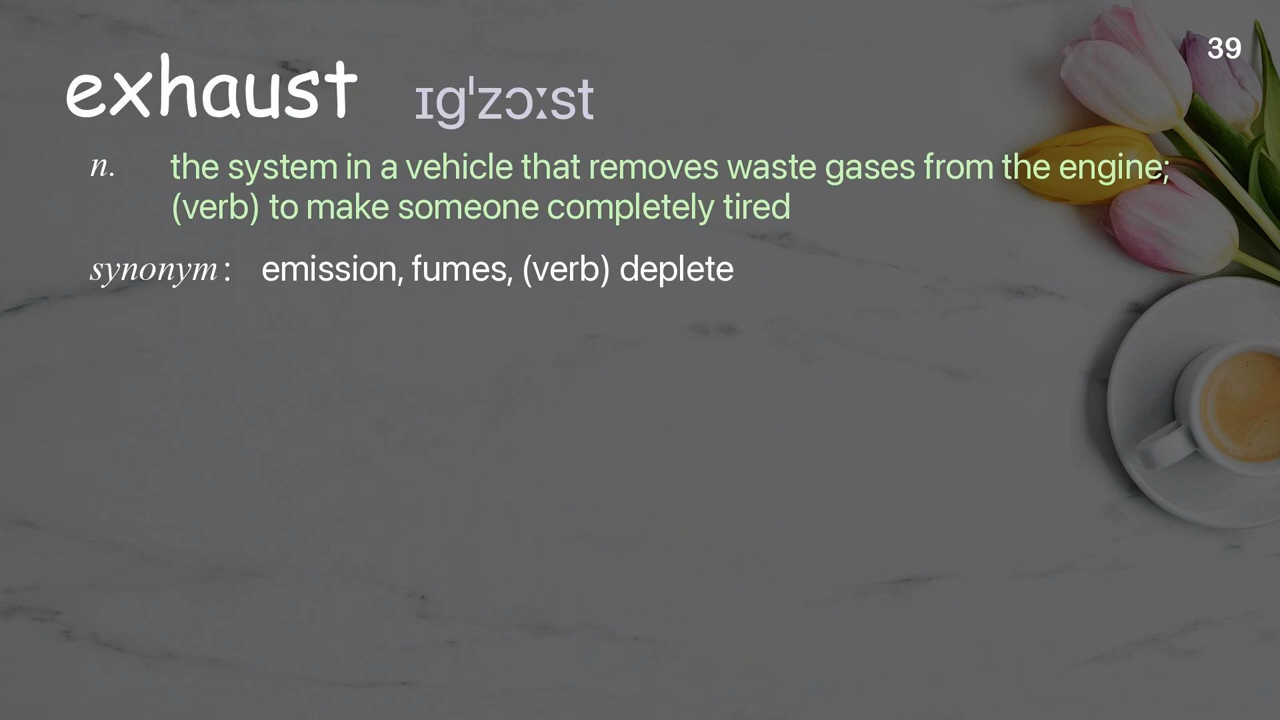 39
exhaust ɪgˈzɔːst
n. the system in a vehicle that removes waste gases from the engine;
(verb) to make someone completely tired
synonym: emission, fumes, (verb) deplete